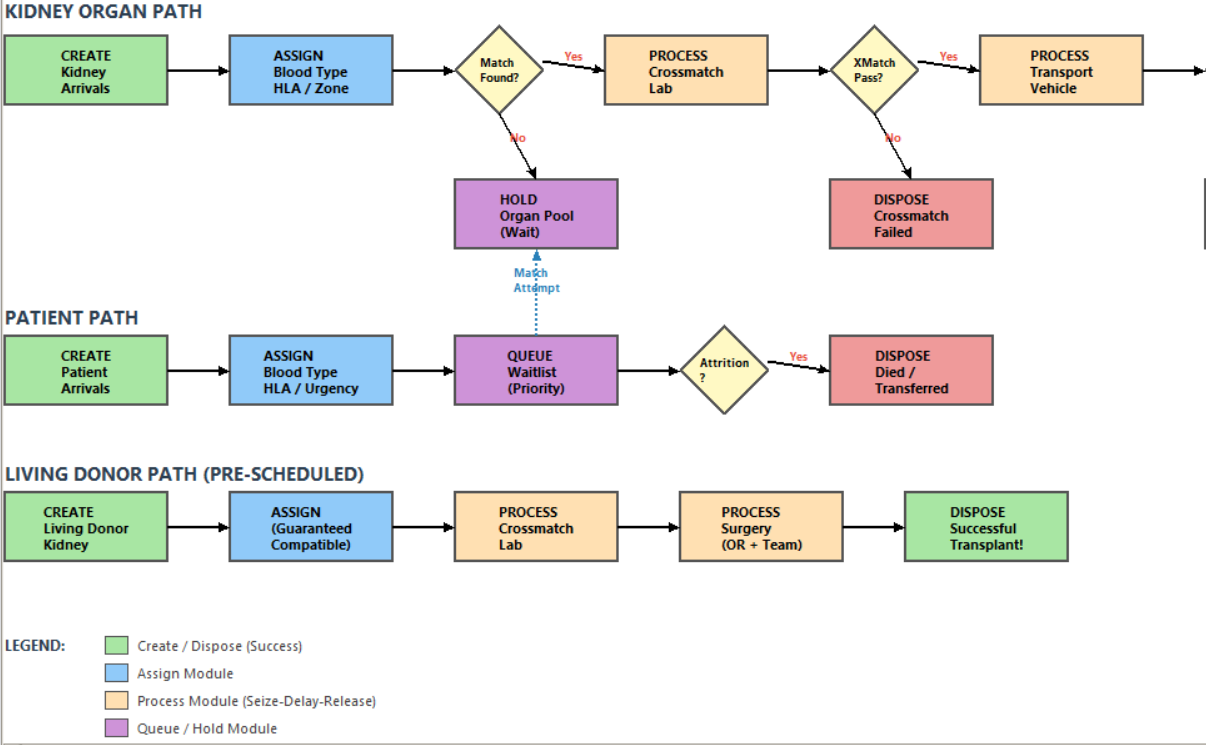 KIDNEY ORGAN PATH
CREATE
Kidney
Arrivals
ASSIGN
Blood Type
HLA / Zone
Match
Found?
Yes
PROCESS
Crossmatch
Lab
XMatch
Pass?
Yes
PROCESS
Transport
Vehicle
No
No
HOLD
Organ Pool
(Wait)
DISPOSE
Crossmatch
Failed
Match
Attempt
PATIENT PATH
CREATE
Patient
Arrivals
ASSIGN
Blood Type
HLA / Urgency
QUEUE
Waitlist
(Priority)
Attrition
?
Yes
DISPOSE
Died /
Transferred
LIVING DONOR PATH (PRE-SCHEDULED)
CREATE
Living Donor
Kidney
ASSIGN
(Guaranteed
Compatible)
PROCESS
Crossmatch
Lab
PROCESS
Surgery
(OR + Team)
DISPOSE
Successful
Transplant!
LEGEND:
Create / Dispose (Success)
Assign Module
Process Module (Seize-Delay-Release)
Queue / Hold Module